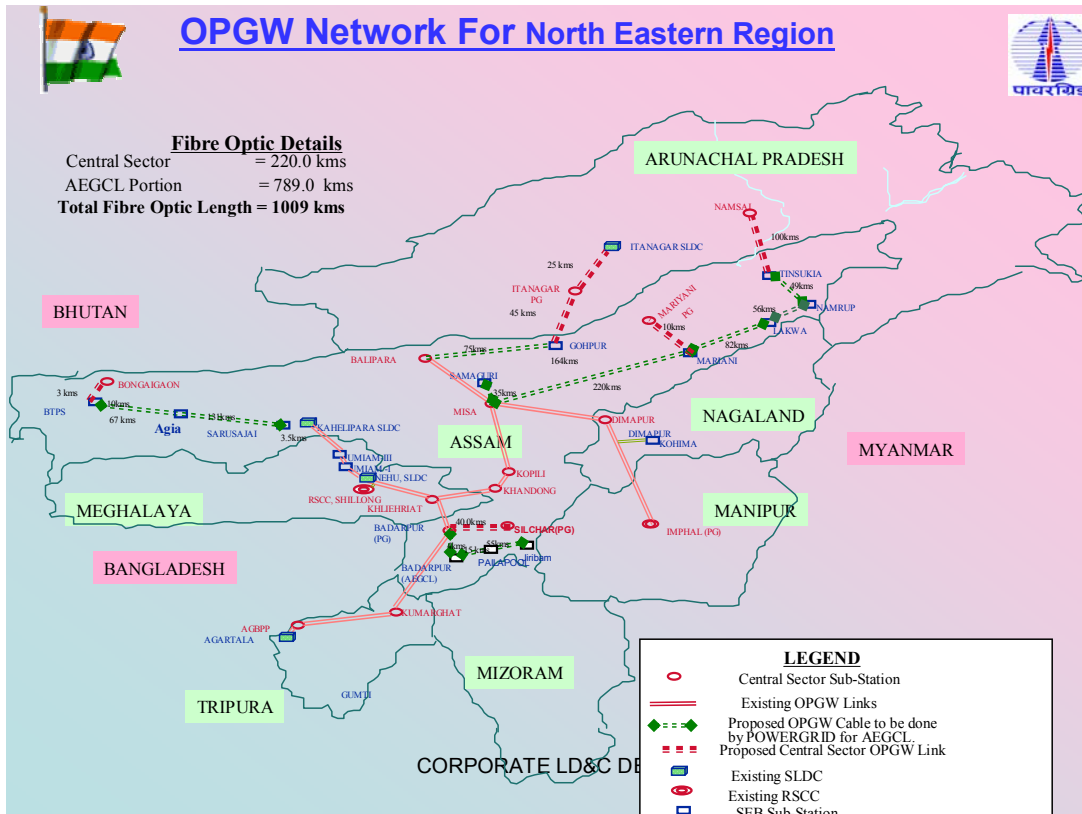 OPGW Network For North Eastern Region
पावरग्रिड
Fibre Optic Details
Central Sector = 220.0 kms
AEGCL Portion = 789.0 kms
Total Fibre Optic Length = 1009 kms
ARUNACHAL PRADESH
NAMSAI
100kms
ITANAGAR SLDC
25 kms
TINSUKIA
49kms
ITANAGAR
PG
MARIYANI
PG
BHUTAN
45 kms
56kms
NAMRUP
10kms
LAKWA
75kms
GOHPUR
82kms
164kms
MARIANI
BALIPARA
SAMAGURI
BONGAIGAON
3 kms
35kms
220kms
10kms
BTPS
MISA
NAGALAND
67 kms
131kms
Agia
SARUSAJAI
3.5kms
KAHELIPARA SLDC
DIMAPUR
ASSAM
DIMAPUR
KOHIMA
MYANMAR
UMIAM-III
UMIAM-I
NEHU, SLDC
KOPILI
KHANDONG
RSCC, SHILLONG
KHLIEHRIAT
MEGHALAYA
MANIPUR
BADARPUR
(PG)
40.0kms
SILCHAR(PG)
IMPHAL (PG)
55kms
15kms
PAILAPOOL
Jiribam
BANGLADESH
BADARPUR
(AEGCL)
KUMARGHAT
AGBPP
AGARTALA
MIZORAM
GUMTI
TRIPURA
LEGEND
Central Sector Sub-Station
Existing OPGW Links
Proposed OPGW Cable to be done
by POWERGRID for AEGCL.
Proposed Central Sector OPGW Link
Existing SLDC
Existing RSCC
SEB Sub Station
CORPORATE LD&C DE